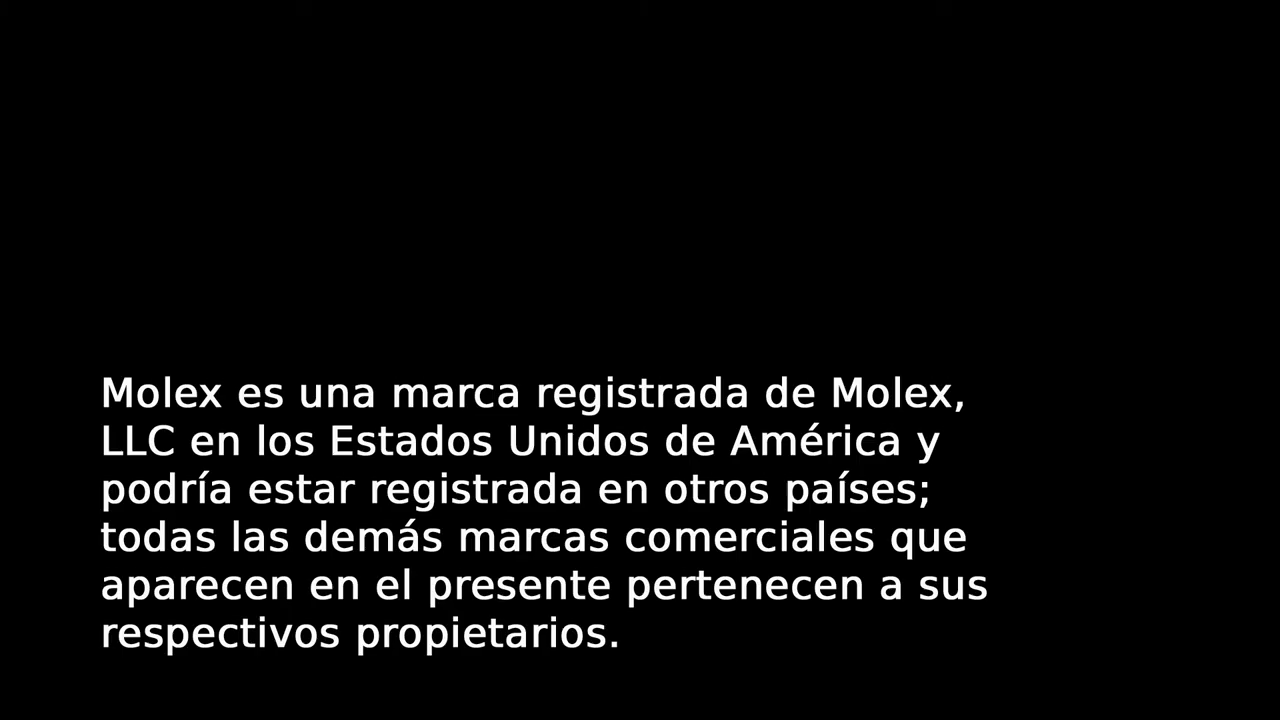 Molex es una marca registrada de Molex,
LLC en los Estados Unidos de América y
podría estar registrada en otros países;
todas las demás marcas comerciales que
aparecen en el presente pertenecen a sus
respectivos propietarios.